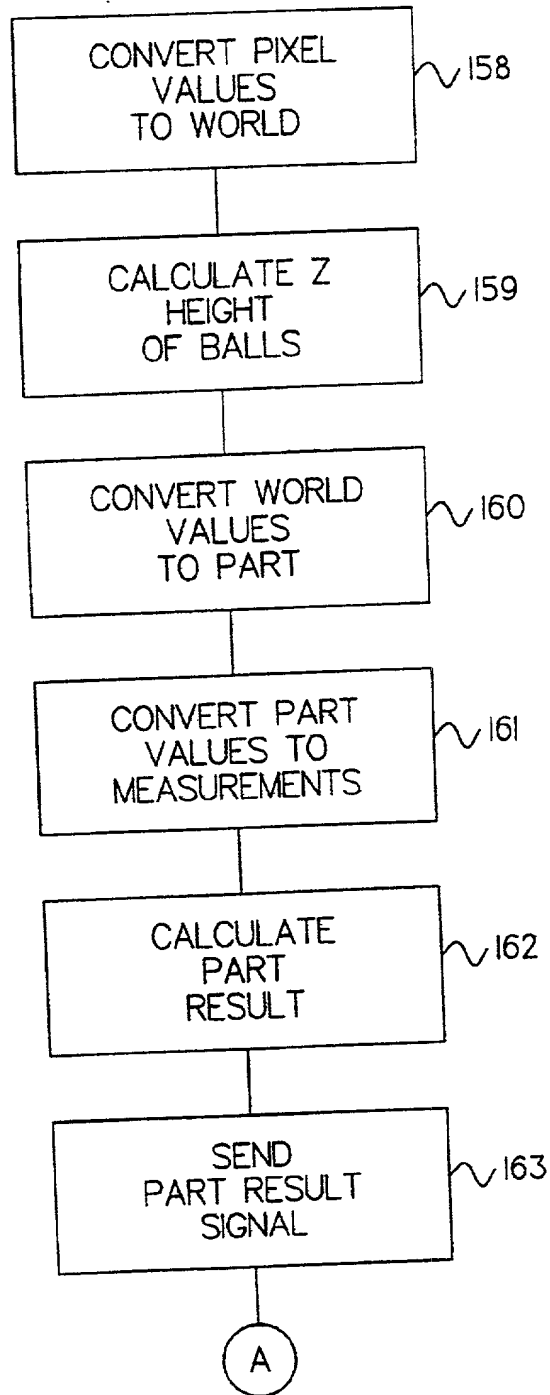 CONVERT PIXEL
VALUES
TO WORLD
158
CALCULATE Z
HEIGHT
OF BALLS
159
CONVERT WORLD
VALUES
TO PART
160
CONVERT PART
VALUES TO
MEASUREMENTS
161
CALCULATE
PART
RESULT
162
SEND
PART RESULT
SIGNAL
163
A